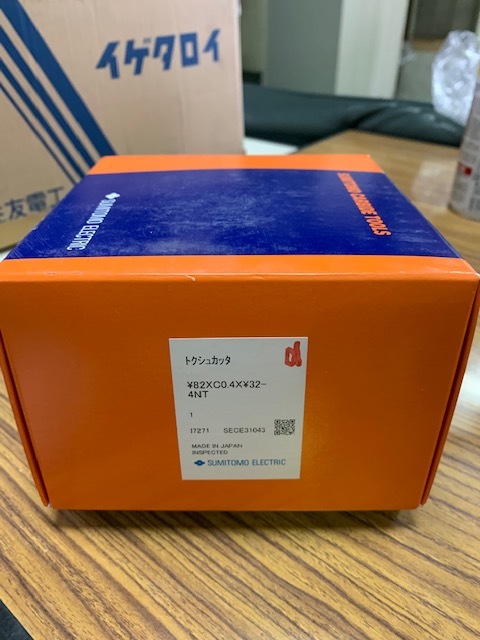 イゲタロイ
住友電工
SUMITOMO ELECTRIC
SUMITOMO CARBIDE TOOLS
トクシュカッタ
d
¥82XC0.4X¥32-
4NT
1
I7271 SECE31043
MADE IN JAPAN
INSPECTED
SUMITOMO ELECTRIC